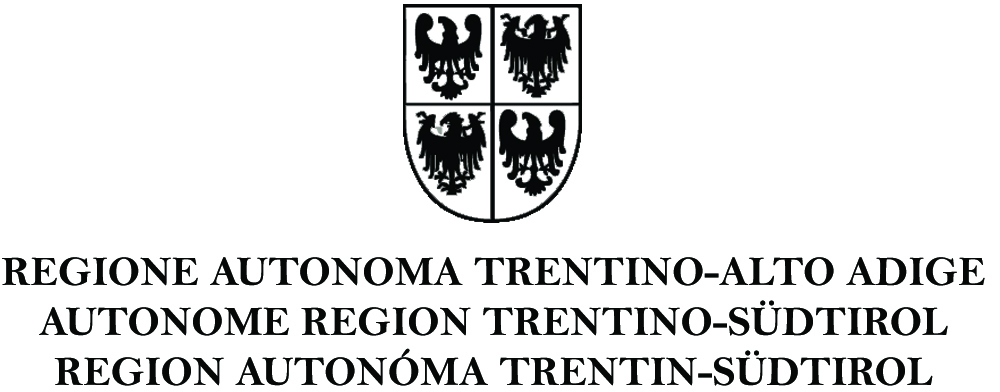 REGIONE AUTONOMA TRENTINO-ALTO ADIGE
AUTONOME REGION TRENTINO-SÜDTIROL
REGION AUTONÓMA TRENTIN-SÜDTIROL